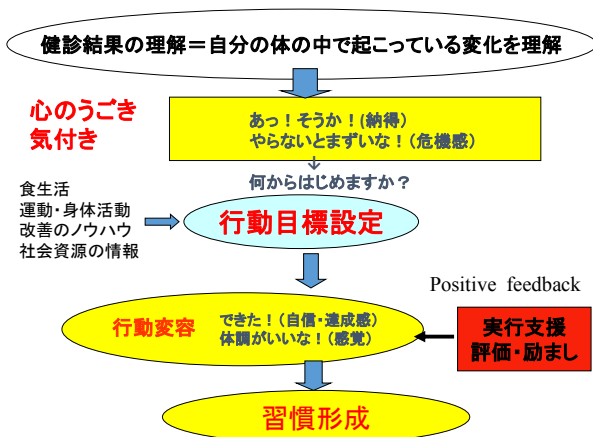 健診結果の理解＝自分の体の中で起こっている変化を理解
心のうごき
気付き
あっ！そうか！(納得）
やらないとまずいな！（危機感）
↓
何からはじめますか？
食生活
運動・身体活動
改善のノウハウ
社会資源の情報
行動目標設定
Positive feedback
行動変容
できた！（自信・達成感）
体調がいいな！（感覚）
実行支援
評価・励まし
習慣形成